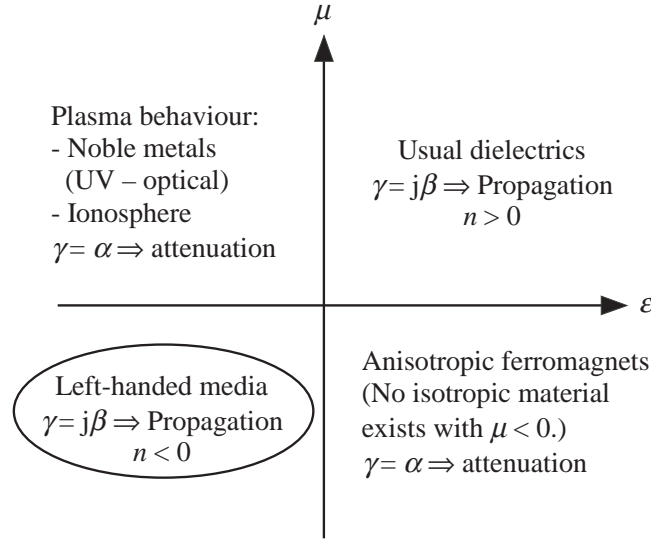 μ
Plasma behaviour:
- Noble metals
(UV – optical)
- Ionosphere
γ = α ⇒ attenuation
Usual dielectrics
γ = jβ ⇒ Propagation
n > 0
ε
Left-handed media
γ = jβ ⇒ Propagation
n < 0
Anisotropic ferromagnets
(No isotropic material
exists with μ < 0.)
γ = α ⇒ attenuation